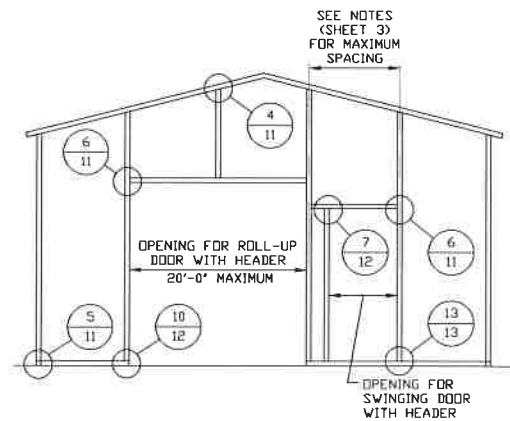 SEE NOTES
(SHEET 3)
FOR MAXIMUM
SPACING
4
11
6
11
OPENING FOR ROLL-UP
DOOR WITH HEADER
20'-0" MAXIMUM
7
12
6
11
5
11
10
12
13
13
OPENING FOR
SWINGING DOOR
WITH HEADER